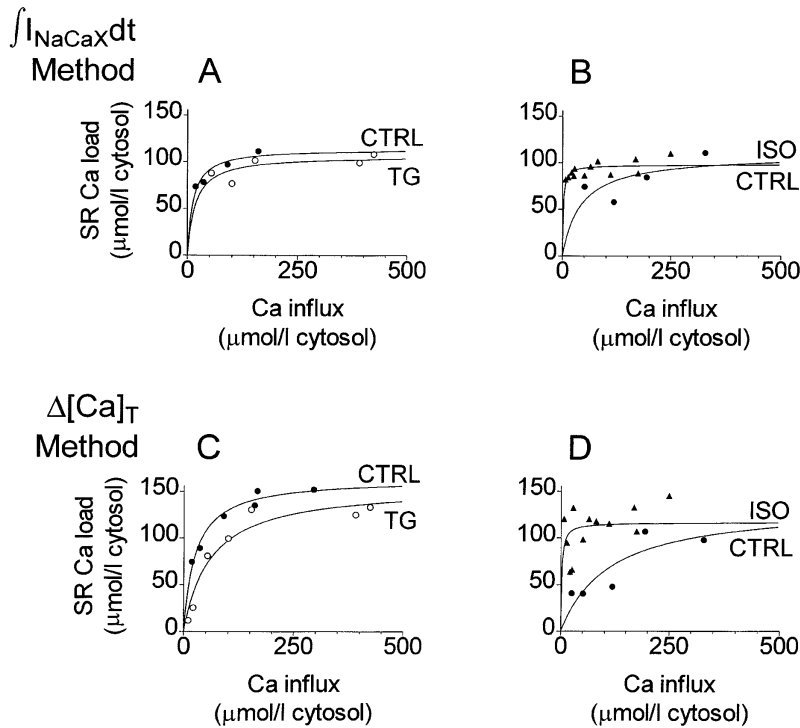 ∫I_NaCaX dt
Method
A
B
SR Ca load
(μmol/l cytosol)
150
100
50
0
CTRL
TG
0 250 500
Ca influx
(μmol/l cytosol)
150
100
50
0
ISO
CTRL
0 250 500
Ca influx
(μmol/l cytosol)
Δ[Ca]T
Method
C
D
SR Ca load
(μmol/l cytosol)
150
100
50
0
CTRL
TG
0 250 500
Ca influx
(μmol/l cytosol)
150
100
50
0
ISO
CTRL
0 250 500
Ca influx
(μmol/l cytosol)